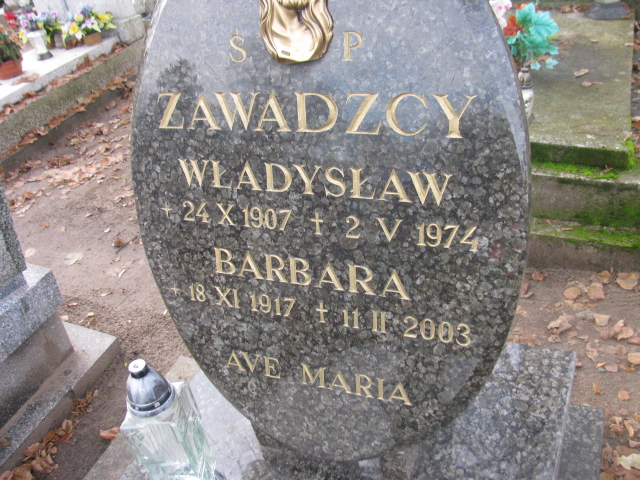 Ś P
ZAWADZCY
WŁADYSŁAW
+ 24 X 1907 + 2 V 1974
BARBARA
+ 18 XI 1917 + 11 II 2003
AVE MARIA